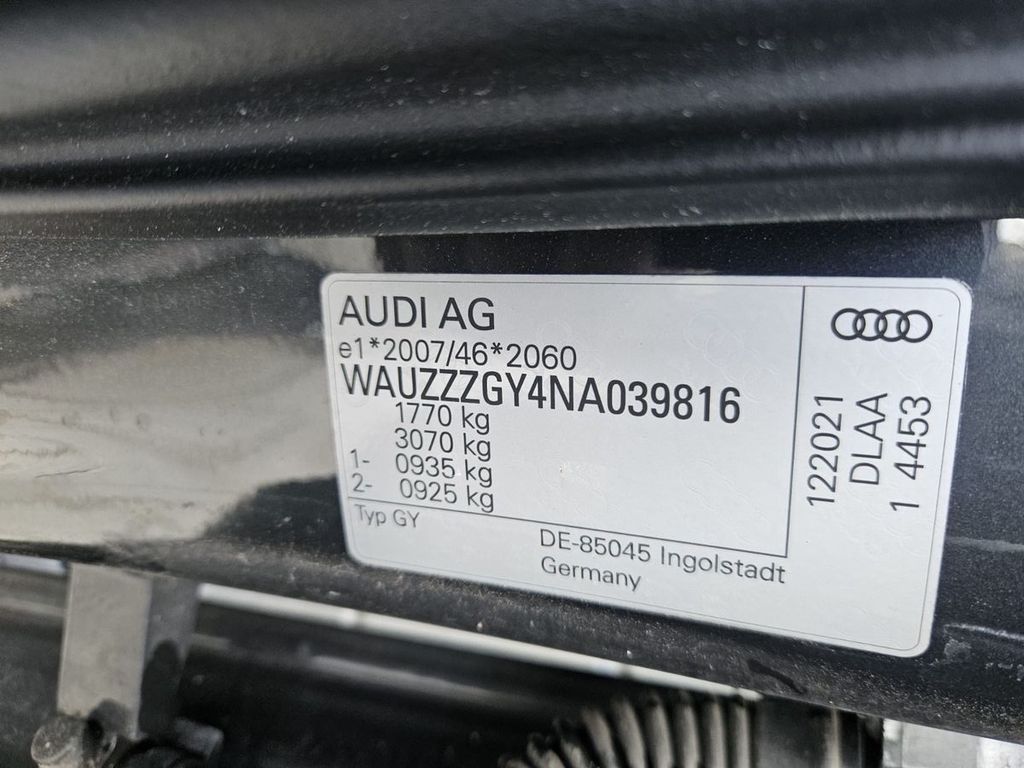 AUDI AG
e1*2007/46*2060
WAUZZZGY4NA039816
1770 kg
3070 kg
1- 0935 kg
2- 0925 kg
Typ GY
DE-85045 Ingolstadt
Germany
122021
DLAA
1 4453